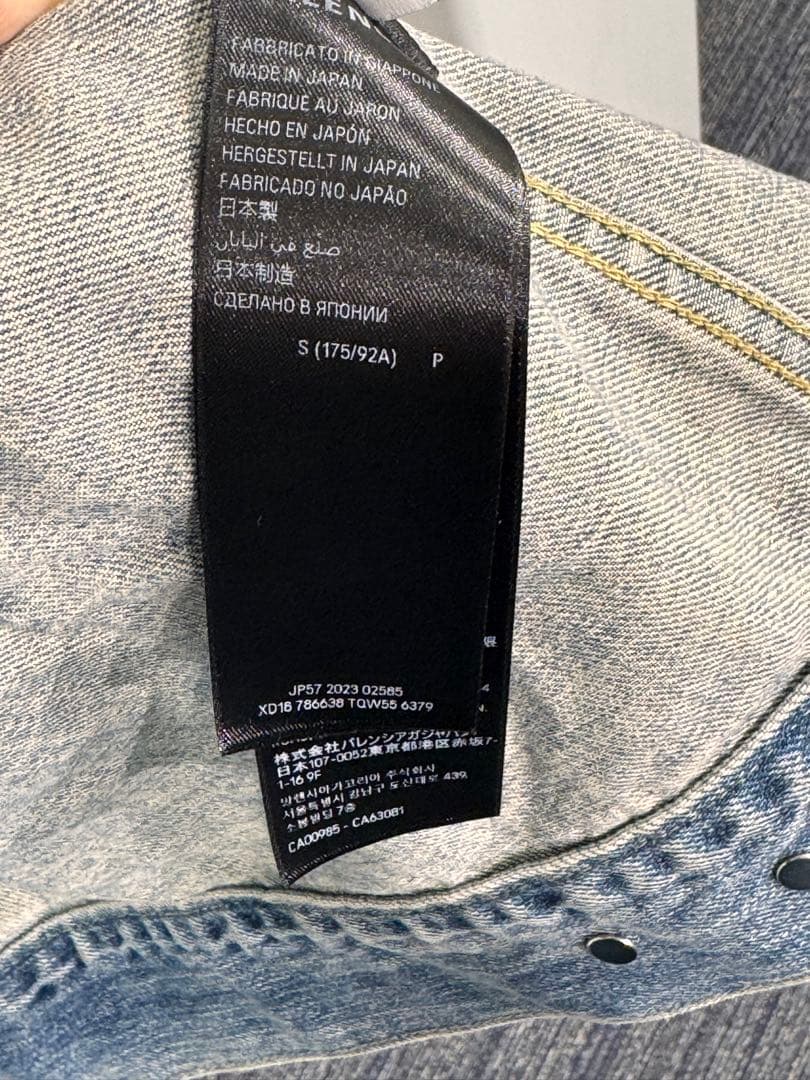 FABBRICATO IN GIAPPONE
MADE IN JAPAN
FABRIQUE AU JAPON
HECHO EN JAPÓN
HERGESTELLT IN JAPAN
FABRICADO NO JAPÃO
日本製
صنع في اليابان
日本制造
СДЕЛАНО В ЯПОНИИ
S (175/92A) P
JP57 2023 02585
XD18 786638 TQW55 6379
株式会社バレンシアガジャパン
日本107-0052東京都港区赤坂7-
1-16 9F
발렌시아가코리아 주식회사
서울특별시 강남구 도산대로 439,
소봉빌딩 7층
CA00985 - CA63081